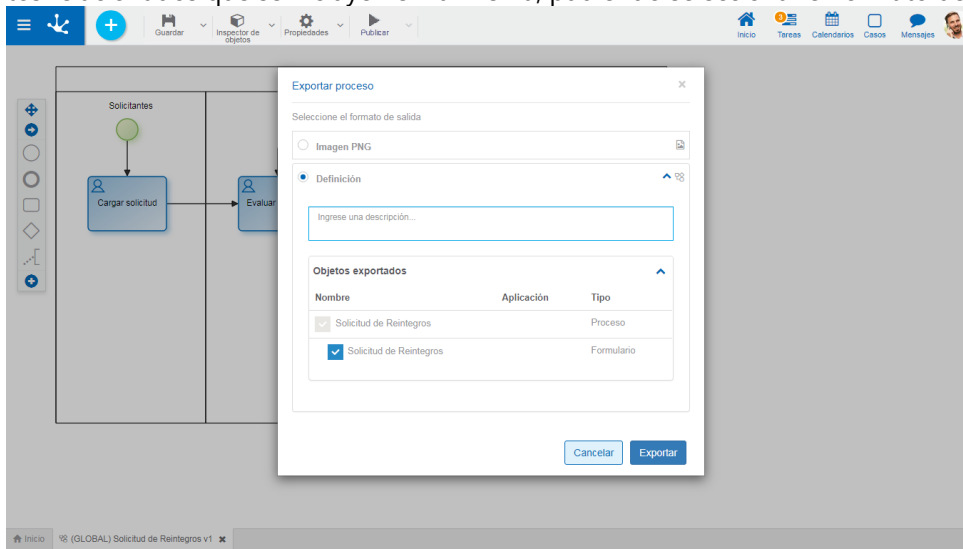 Guardar
Inspector de
objetos
Propiedades
Publicar
Inicio
3
Tareas
Calendarios
Casos
Mensajes
Solicitantes
Cargar solicitud
Evaluar
Exportar proceso
Seleccione el formato de salida
Imagen PNG
Definición
Ingrese una descripción...
Objetos exportados
Nombre Aplicación Tipo
Solicitud de Reintegros Proceso
Solicitud de Reintegros Formulario
Cancelar Exportar
Inicio (GLOBAL) Solicitud de Reintegros v1